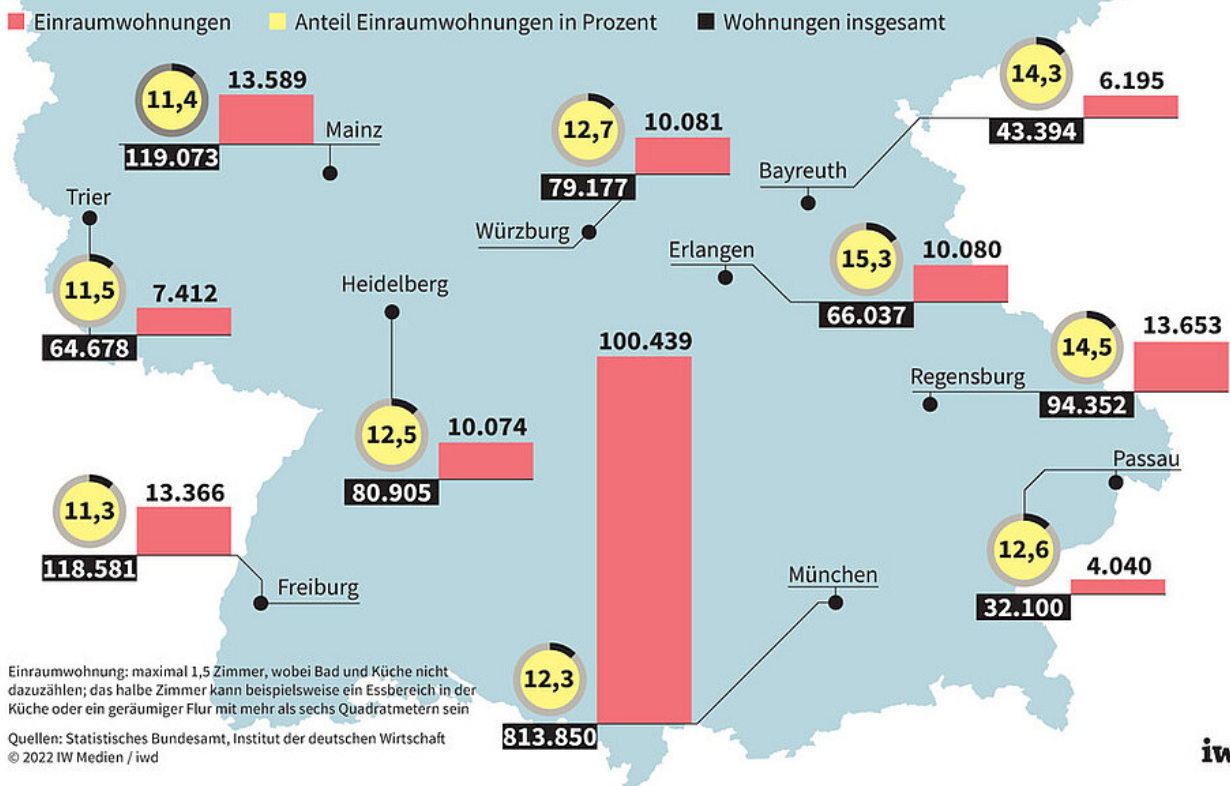 Einraumwohnungen Anteil Einraumwohnungen in Prozent Wohnungen insgesamt
11,4
13.589
119.073
Mainz
12,7
10.081
79.177
Würzburg
14,3
6.195
43.394
Bayreuth
Trier
11,5
7.412
64.678
Heidelberg
12,5
10.074
80.905
Erlangen
15,3
10.080
66.037
100.439
12,3
813.850
München
14,5
13.653
94.352
Regensburg
Passau
12,6
4.040
32.100
11,3
13.366
118.581
Freiburg
Einraumwohnung: maximal 1,5 Zimmer, wobei Bad und Küche nicht
dazuzählen; das halbe Zimmer kann beispielsweise ein Essbereich in der
Küche oder ein geräumiger Flur mit mehr als sechs Quadratmetern sein
Quellen: Statistisches Bundesamt, Institut der deutschen Wirtschaft
© 2022 IW Medien / iwd